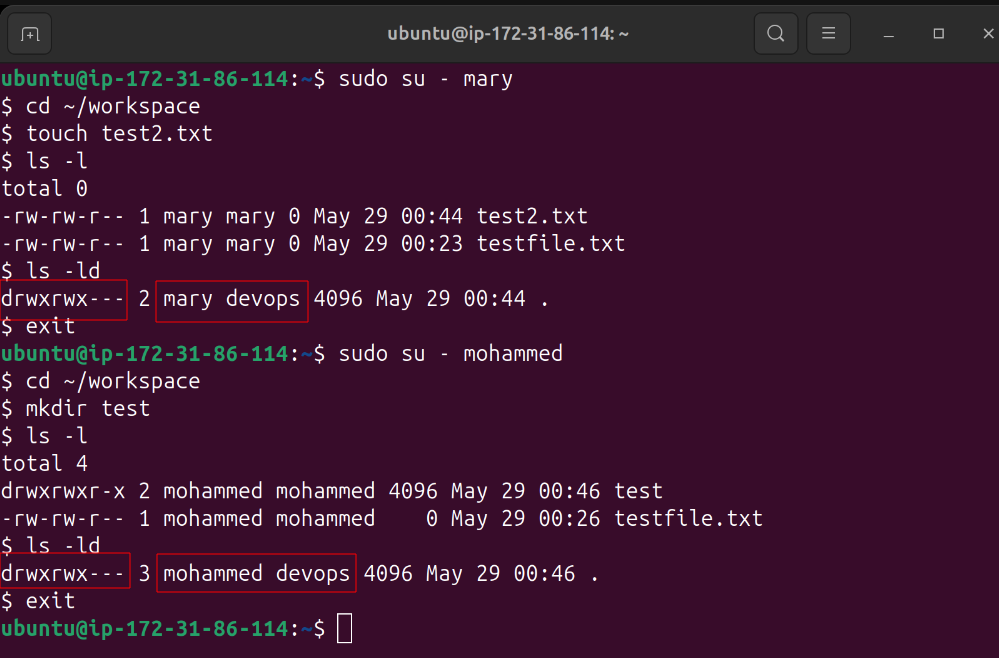 ubuntu@ip-172-31-86-114: ~
ubuntu@ip-172-31-86-114:~$ sudo su - mary
$ cd ~/workspace
$ touch test2.txt
$ ls -l
total 0
-rw-rw-r-- 1 mary mary 0 May 29 00:44 test2.txt
-rw-rw-r-- 1 mary mary 0 May 29 00:23 testfile.txt
$ ls -ld
drwxrwx--- 2 mary devops 4096 May 29 00:44 .
$ exit
ubuntu@ip-172-31-86-114:~$ sudo su - mohammed
$ cd ~/workspace
$ mkdir test
$ ls -l
total 4
drwxrwxr-x 2 mohammed mohammed 4096 May 29 00:46 test
-rw-rw-r-- 1 mohammed mohammed    0 May 29 00:26 testfile.txt
$ ls -ld
drwxrwx--- 3 mohammed devops 4096 May 29 00:46 .
$ exit
ubuntu@ip-172-31-86-114:~$